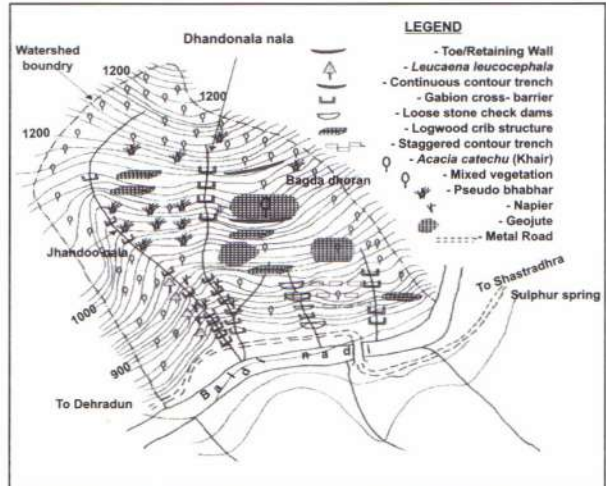 LEGEND
- Toe/Retaining Wall
- Leucaena leucocephala
- Continuous contour trench
- Gabion cross- barrier
- Loose stone check dams
- Logwood crib structure
- Staggered contour trench
- Acacia catechu (Khair)
- Mixed vegetation
- Pseudo bhabhar
- Napier
- Geojute
- Metal Road
Watershed
boundry
1200
Dhandonala nala
1200
1200
Bagda dhoran
Jhandoo nala
1000
900
To Shastradhra
Sulphur spring
Baldi nadi
To Dehradun